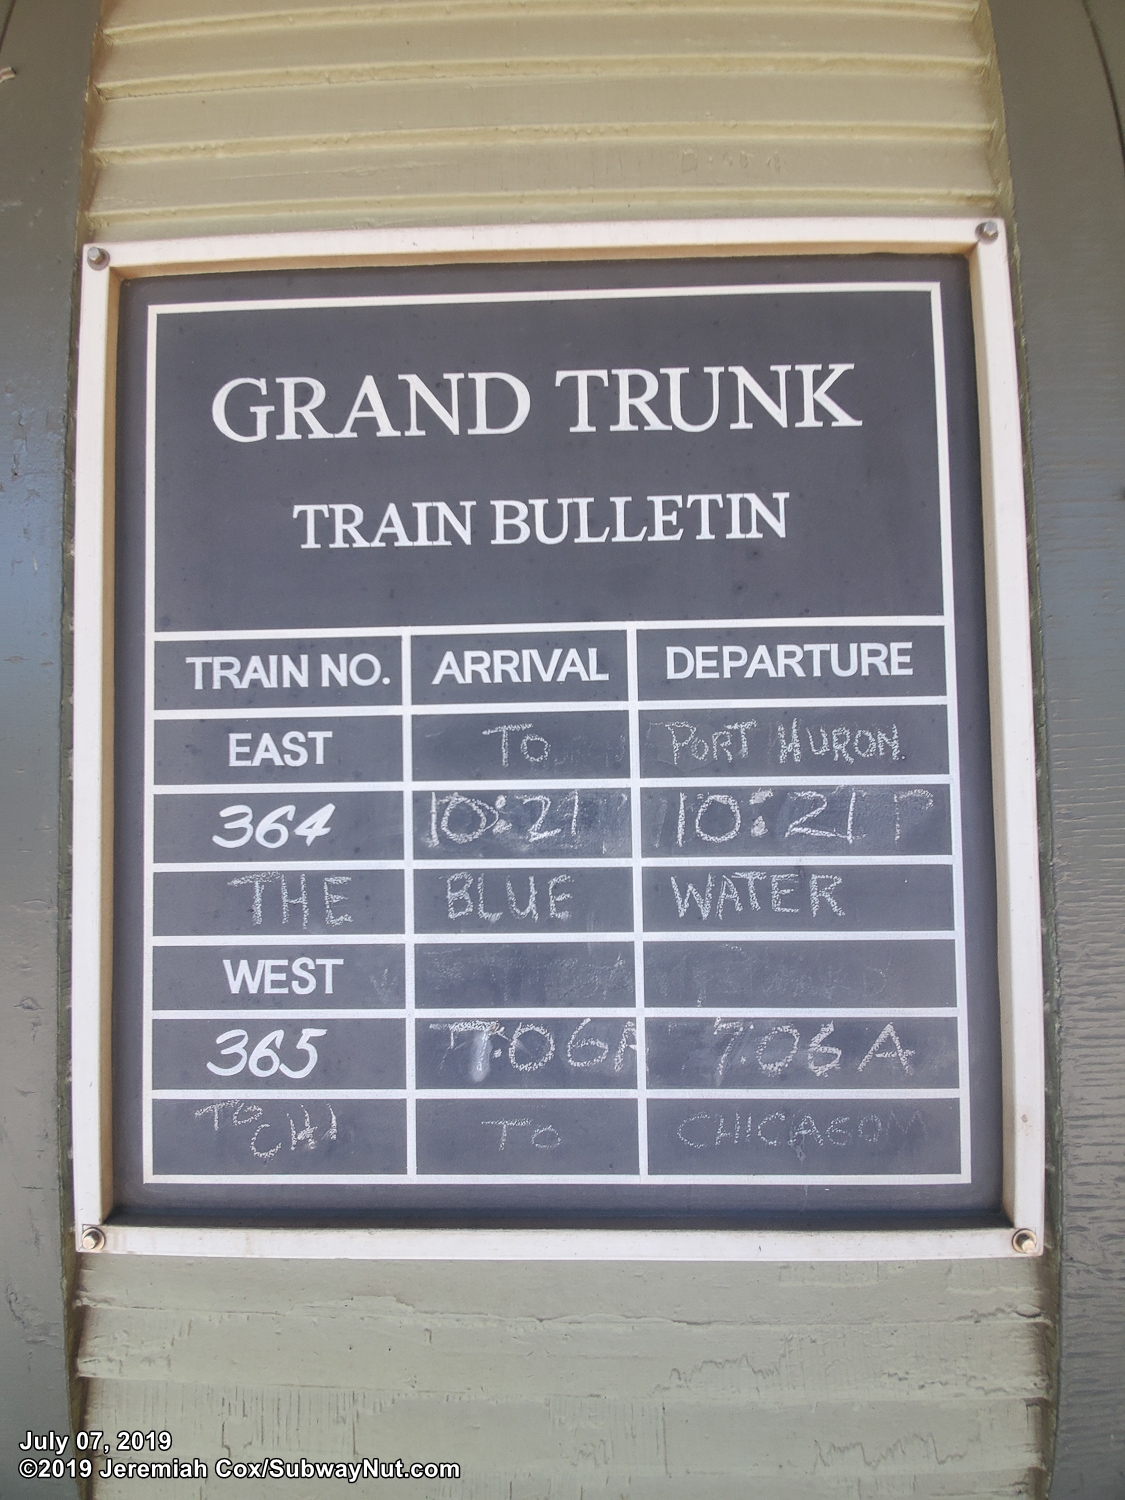 GRAND TRUNK
TRAIN BULLETIN
TRAIN NO. ARRIVAL DEPARTURE
EAST TO PORT HURON
364 10:21 10:21 P
THE BLUE WATER
WEST
365 7:06A 7:06 A
TO CHI TO CHICAGO
July 07, 2019
©2019 Jeremiah Cox/SubwayNut.com